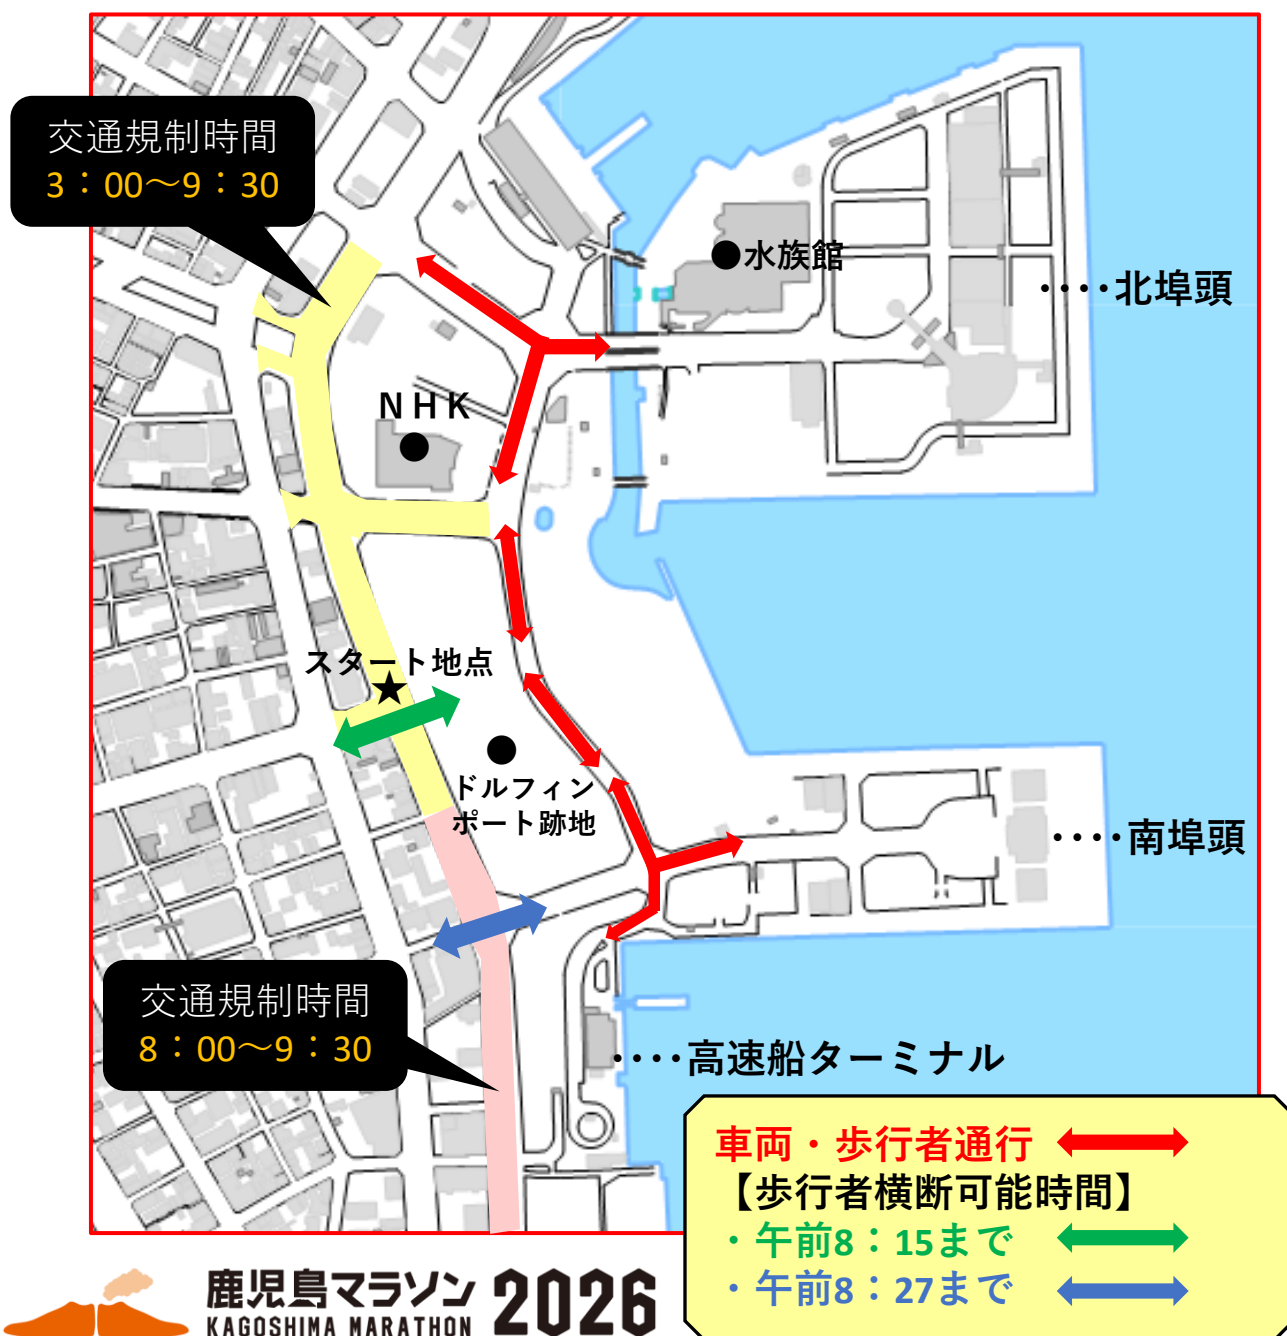 交通規制時間
3：00～9：30
水族館
････北埠頭
ＮＨＫ
スタート地点
ドルフィン
ポート跡地
････南埠頭
交通規制時間
8：00～9：30
････高速船ターミナル
車両・歩行者通行
【歩行者横断可能時間】
・午前8：15まで
・午前8：27まで
鹿児島マラソン 2026
KAGOSHIMA MARATHON